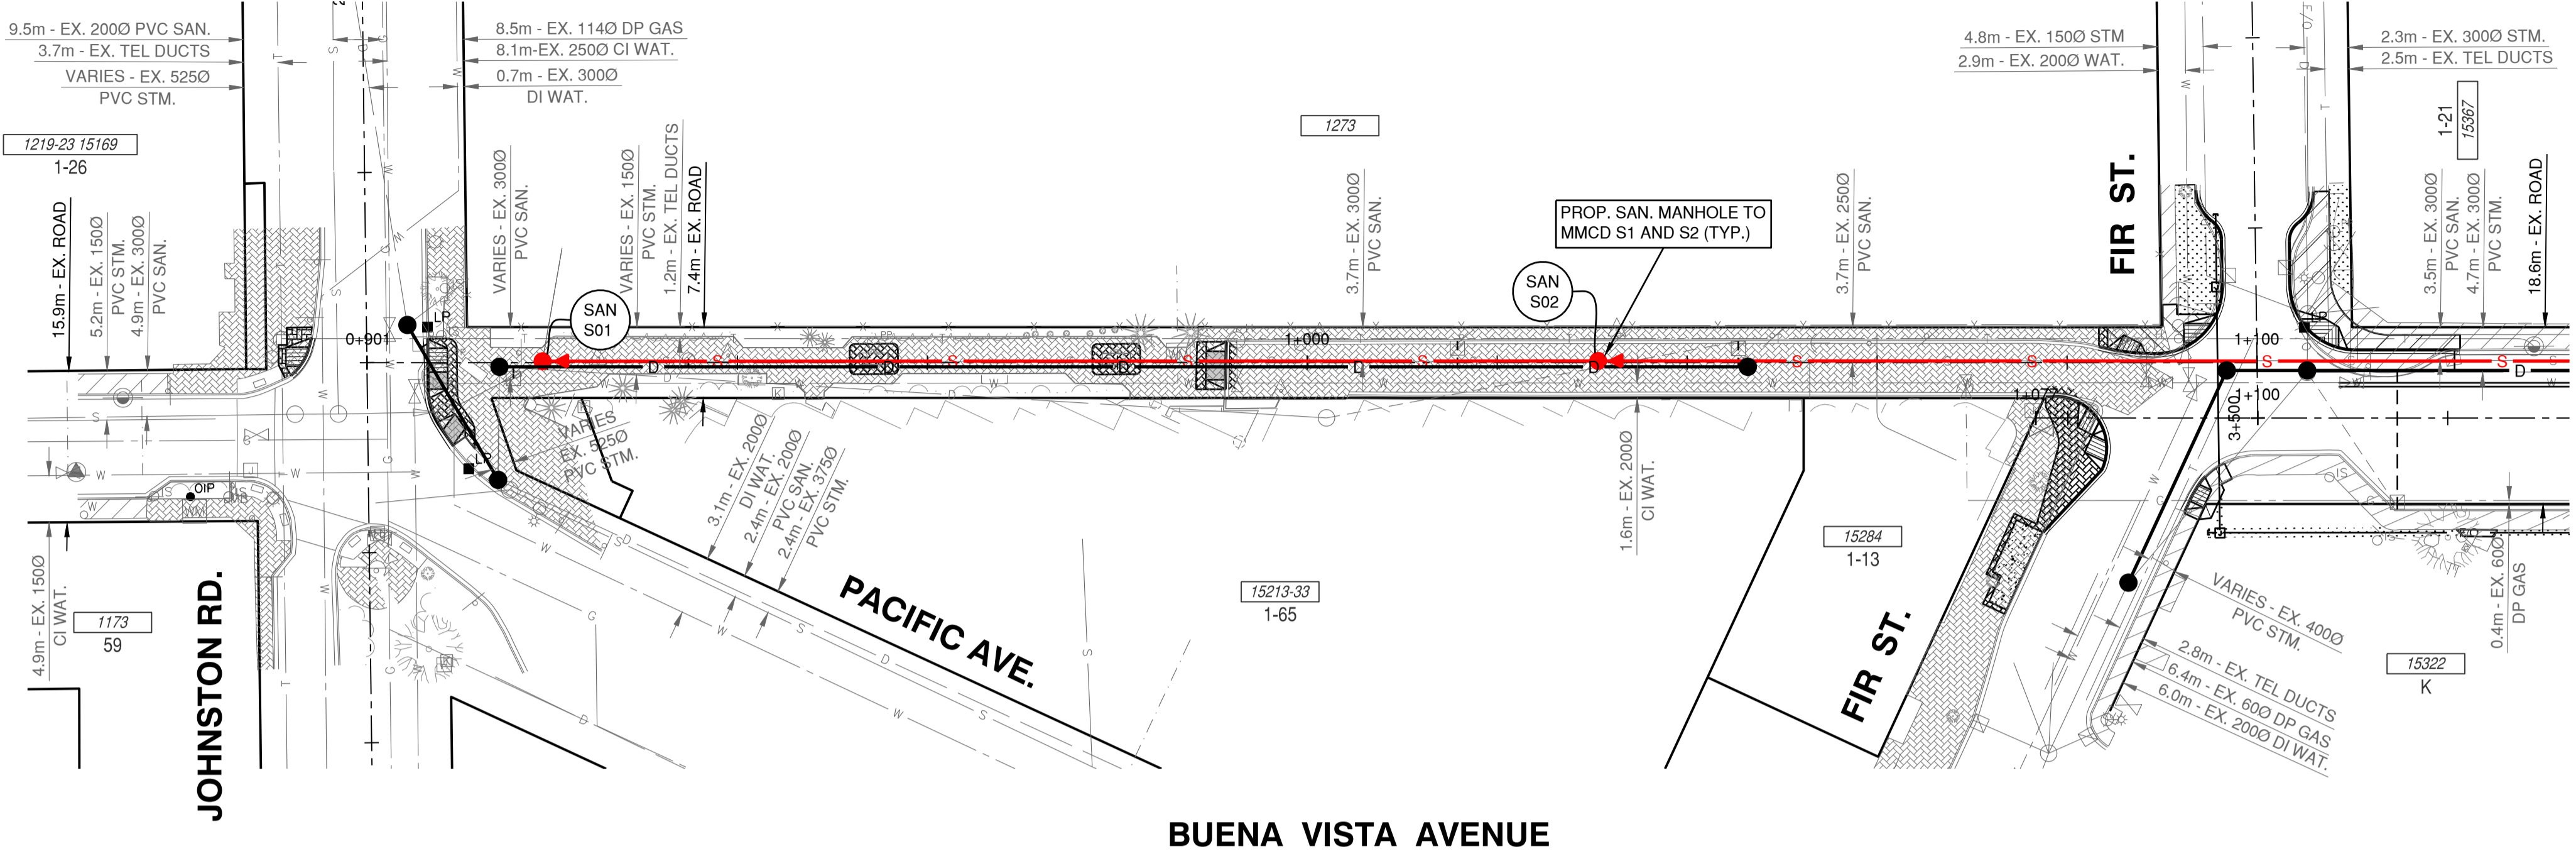 9.5m - EX. 200Ø PVC SAN.
3.7m - EX. TEL DUCTS
VARIES - EX. 525Ø
PVC STM.
8.5m - EX. 114Ø DP GAS
8.1m-EX. 250Ø CI WAT.
0.7m - EX. 300Ø
DI WAT.
4.8m - EX. 150Ø STM
2.9m - EX. 200Ø WAT.
2.3m - EX. 300Ø STM.
2.5m - EX. TEL DUCTS
1219-23 15169
1-26
1273
1-21
15367
15.9m - EX. ROAD
5.2m - EX. 150Ø
PVC STM.
4.9m - EX. 300Ø
PVC SAN.
VARIES - EX. 300Ø
PVC SAN.
VARIES - EX. 150Ø
PVC STM.
1.2m - EX. TEL DUCTS
7.4m - EX. ROAD
3.7m - EX. 300Ø
PVC SAN.
PROP. SAN. MANHOLE TO
MMCD S1 AND S2 (TYP.)
3.7m - EX. 250Ø
PVC SAN.
FIR ST.
3.5m - EX. 300Ø
PVC SAN.
4.7m - EX. 300Ø
PVC STM.
18.6m - EX. ROAD
SAN
S01
SAN
S02
LP
0+901
1+000
1+100
1+077
1+100
3+500
LP
OIP
WM
VARIES
EX. 525Ø
PVC STM.
3.1m - EX. 200Ø
DI WAT.
2.4m - EX. 200Ø
PVC SAN.
2.4m - EX. 375Ø
PVC STM.
1.6m - EX. 200Ø
CI WAT.
15284
1-13
4.9m - EX. 150Ø
CI WAT.
1173
59
JOHNSTON RD.
PACIFIC AVE.
15213-33
1-65
FIR ST.
VARIES - EX. 400Ø
PVC STM.
2.8m - EX. TEL DUCTS
6.4m - EX. 60Ø DP GAS
6.0m - EX. 200Ø DI WAT.
0.4m - EX. 60Ø
DP GAS
15322
K
BUENA VISTA AVENUE